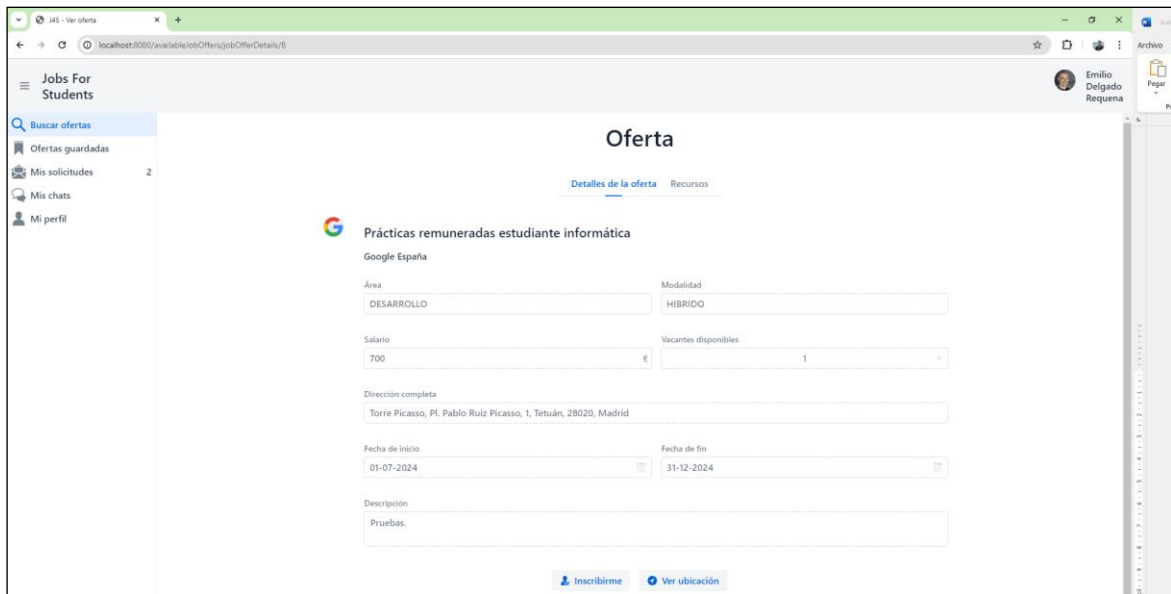 J4S - Ver oferta
localhost:8080/availableJobOffers/jobOfferDetails/8
Archivo
Pegar
Jobs For
Students
Emilio
Delgado
Requena
Buscar ofertas
Ofertas guardadas
Mis solicitudes 2
Mis chats
Mi perfil
Oferta
Detalles de la oferta Recursos
Prácticas remuneradas estudiante informática
Google España
Área Modalidad
DESARROLLO HIBRIDO
Salario Vacantes disponibles
700 € 1
Dirección completa
Torre Picasso, Pl. Pablo Ruiz Picasso, 1, Tetuán, 28020, Madrid
Fecha de inicio Fecha de fin
01-07-2024 31-12-2024
Descripción
Pruebas.
Inscribirme Ver ubicación